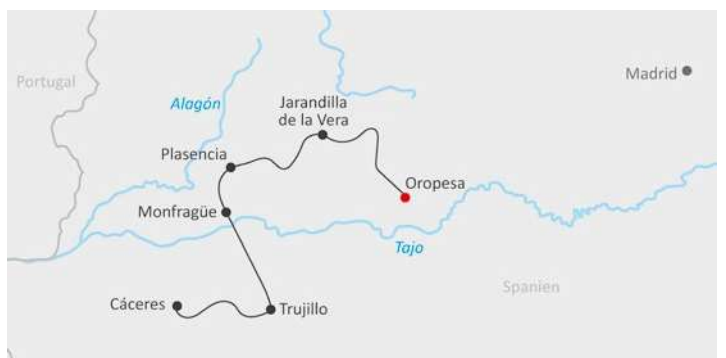 Portugal
Madrid
Alagón
Jarandilla
de la Vera
Plasencia
Oropesa
Monfragüe
Tajo
Spanien
Cáceres
Trujillo